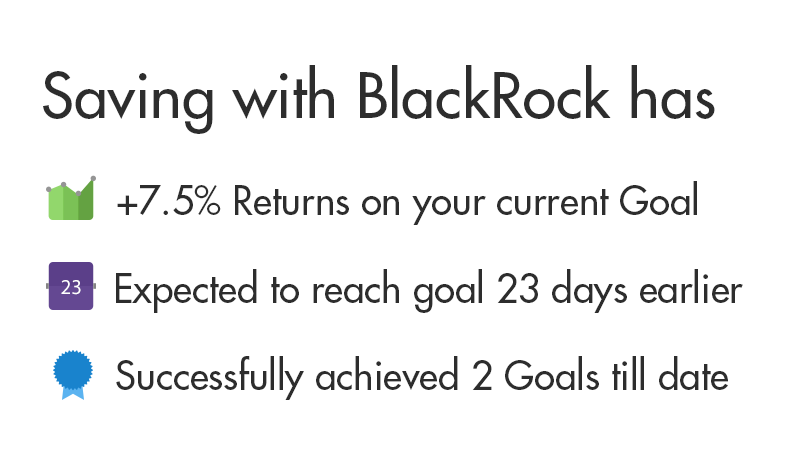 Saving with BlackRock has
+7.5% Returns on your current Goal
23
Expected to reach goal 23 days earlier
Successfully achieved 2 Goals till date